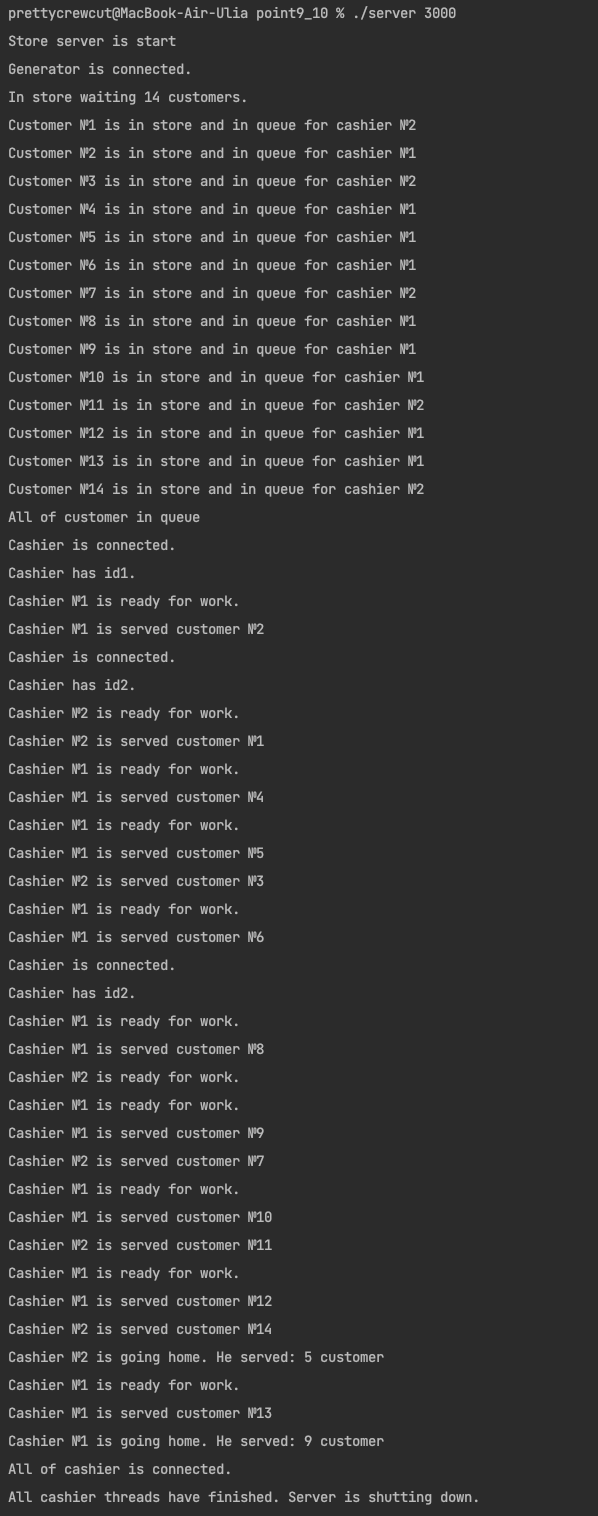 prettycrewcut@MacBook-Air-Ulia point9_10 % ./server 3000
Store server is start
Generator is connected.
In store waiting 14 customers.
Customer №1 is in store and in queue for cashier №2
Customer №2 is in store and in queue for cashier №1
Customer №3 is in store and in queue for cashier №2
Customer №4 is in store and in queue for cashier №1
Customer №5 is in store and in queue for cashier №1
Customer №6 is in store and in queue for cashier №1
Customer №7 is in store and in queue for cashier №2
Customer №8 is in store and in queue for cashier №1
Customer №9 is in store and in queue for cashier №1
Customer №10 is in store and in queue for cashier №1
Customer №11 is in store and in queue for cashier №2
Customer №12 is in store and in queue for cashier №1
Customer №13 is in store and in queue for cashier №1
Customer №14 is in store and in queue for cashier №2
All of customer in queue
Cashier is connected.
Cashier has id1.
Cashier №1 is ready for work.
Cashier №1 is served customer №2
Cashier is connected.
Cashier has id2.
Cashier №2 is ready for work.
Cashier №2 is served customer №1
Cashier №1 is ready for work.
Cashier №1 is served customer №4
Cashier №1 is ready for work.
Cashier №1 is served customer №5
Cashier №2 is served customer №3
Cashier №1 is ready for work.
Cashier №1 is served customer №6
Cashier is connected.
Cashier has id2.
Cashier №1 is ready for work.
Cashier №1 is served customer №8
Cashier №2 is ready for work.
Cashier №1 is ready for work.
Cashier №1 is served customer №9
Cashier №2 is served customer №7
Cashier №1 is ready for work.
Cashier №1 is served customer №10
Cashier №2 is served customer №11
Cashier №1 is ready for work.
Cashier №1 is served customer №12
Cashier №2 is served customer №14
Cashier №2 is going home. He served: 5 customer
Cashier №1 is ready for work.
Cashier №1 is served customer №13
Cashier №1 is going home. He served: 9 customer
All of cashier is connected.
All cashier threads have finished. Server is shutting down.